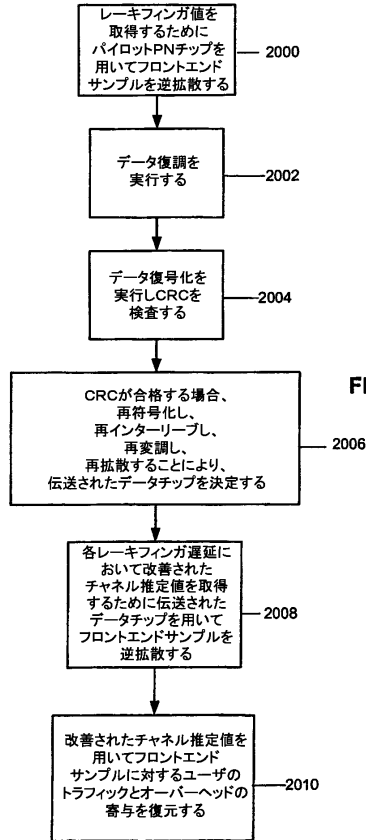 レーキフィンガ値を
取得するために
パイロットPNチップを
用いてフロントエンド
サンプルを逆拡散する
2000
データ復調を
実行する
2002
データ復号化を
実行しCRCを
検査する
2004
CRCが合格する場合、
再符号化し、
再インターリーブし、
再変調し、
再拡散することにより、
伝送されたデータチップを決定する
FI
2006
各レーキフィンガ遅延に
おいて改善された
チャネル推定値を取得
するために伝送された
データチップを用いて
フロントエンドサンプルを
逆拡散する
2008
改善されたチャネル推定値を
用いてフロントエンド
サンプルに対するユーザの
トラフィックとオーバーヘッドの
寄与を復元する
2010